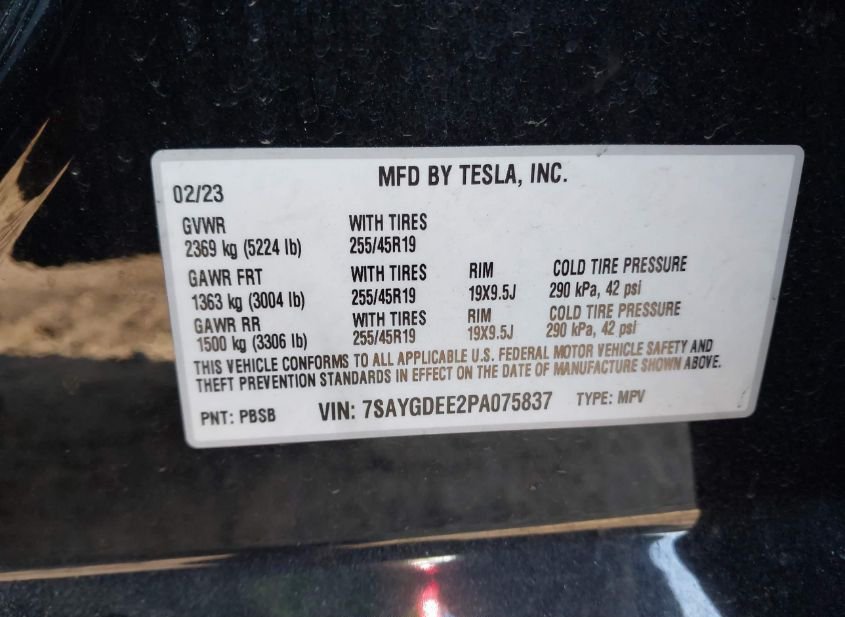 MFD BY TESLA, INC.
02/23
GVWR WITH TIRES
2369 kg (5224 lb) 255/45R19
GAWR FRT WITH TIRES RIM COLD TIRE PRESSURE
1363 kg (3004 lb) 255/45R19 19X9.5J 290 kPa, 42 psi
GAWR RR WITH TIRES RIM COLD TIRE PRESSURE
1500 kg (3306 lb) 255/45R19 19X9.5J 290 kPa, 42 psi
THIS VEHICLE CONFORMS TO ALL APPLICABLE U.S. FEDERAL MOTOR VEHICLE SAFETY AND
THEFT PREVENTION STANDARDS IN EFFECT ON THE DATE OF MANUFACTURE SHOWN ABOVE.
PNT: PBSB VIN: 7SAYGDEE2PA075837 TYPE: MPV